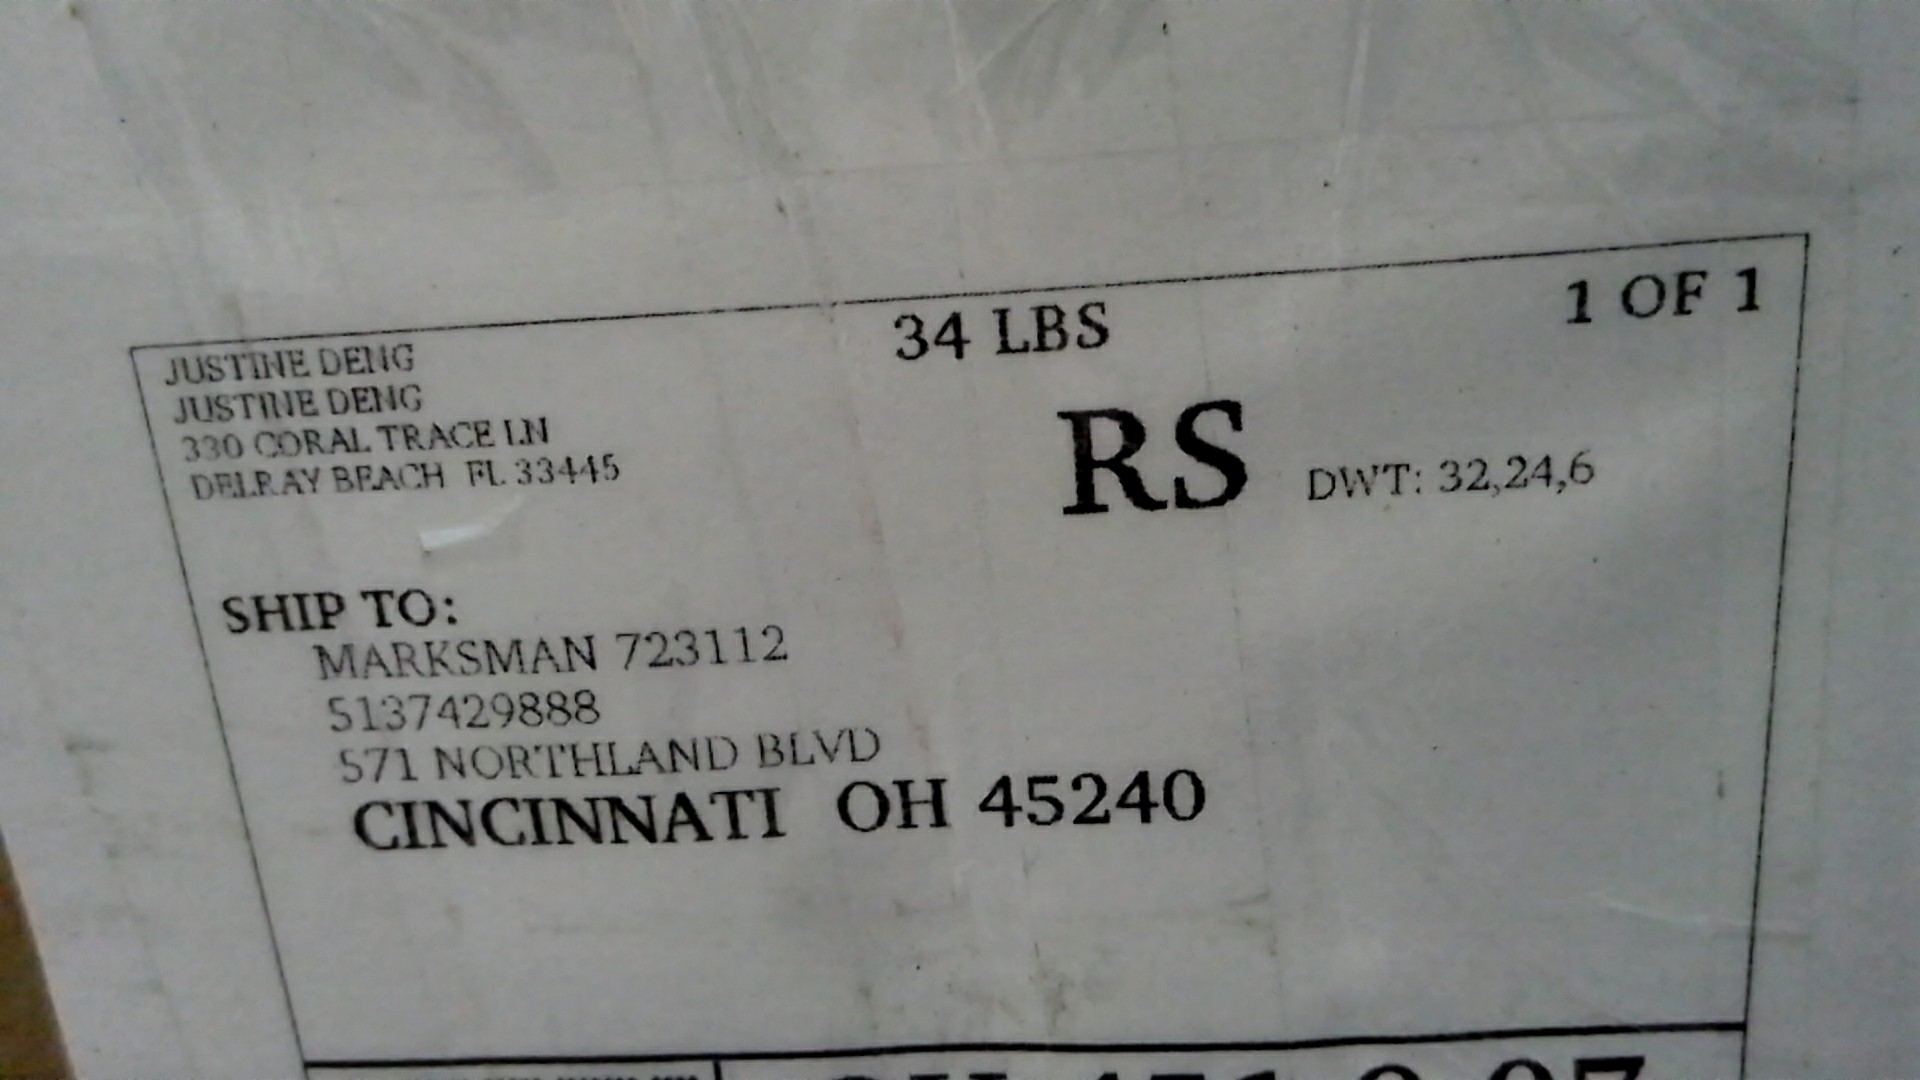 JUSTINE DENG
JUSTINE DENG
330 CORAL TRACE LN
DELRAY BEACH FL 33445
34 LBS
1 OF 1
RS
DWT: 32,24,6
SHIP TO:
MARKSMAN 723112
5137429888
571 NORTHLAND BLVD
CINCINNATI OH 45240